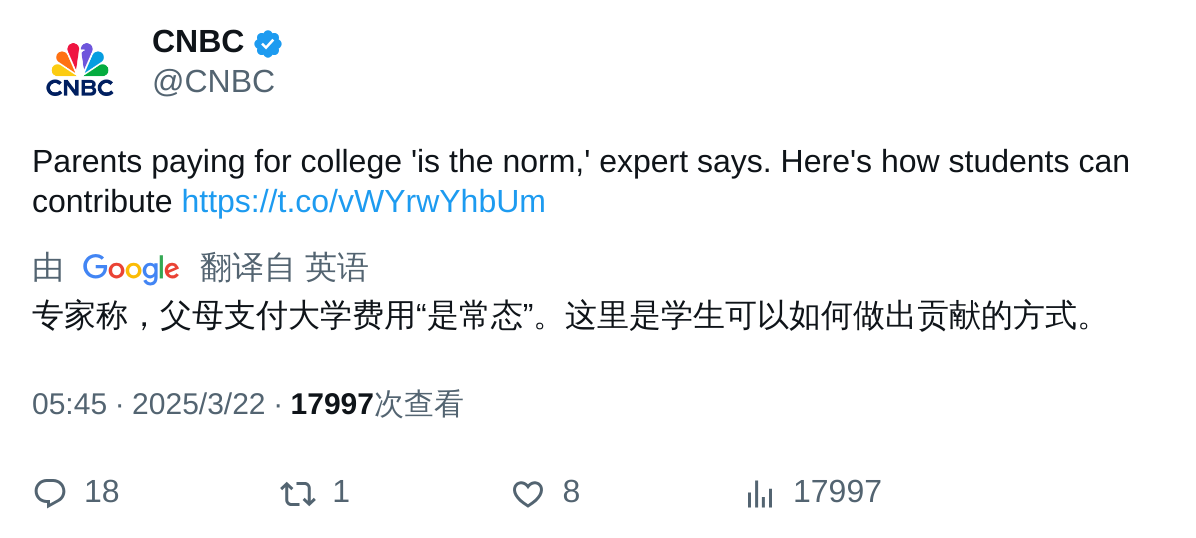 CNBC
CNBC
@CNBC
Parents paying for college 'is the norm,' expert says. Here's how students can
contribute https://t.co/vWYrwYhbUm
由 Google 翻译自 英语
专家称，父母支付大学费用“是常态”。这里是学生可以如何做出贡献的方式。
05:45 · 2025/3/22 · 17997次查看
18 1 8 17997